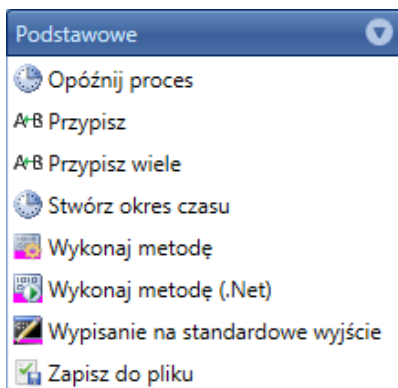 Podstawowe
Opóźnij proces
A+B Przypisz
A+B Przypisz wiele
Stwórz okres czasu
Wykonaj metodę
Wykonaj metodę (.Net)
Wypisanie na standardowe wyjście
Zapisz do pliku